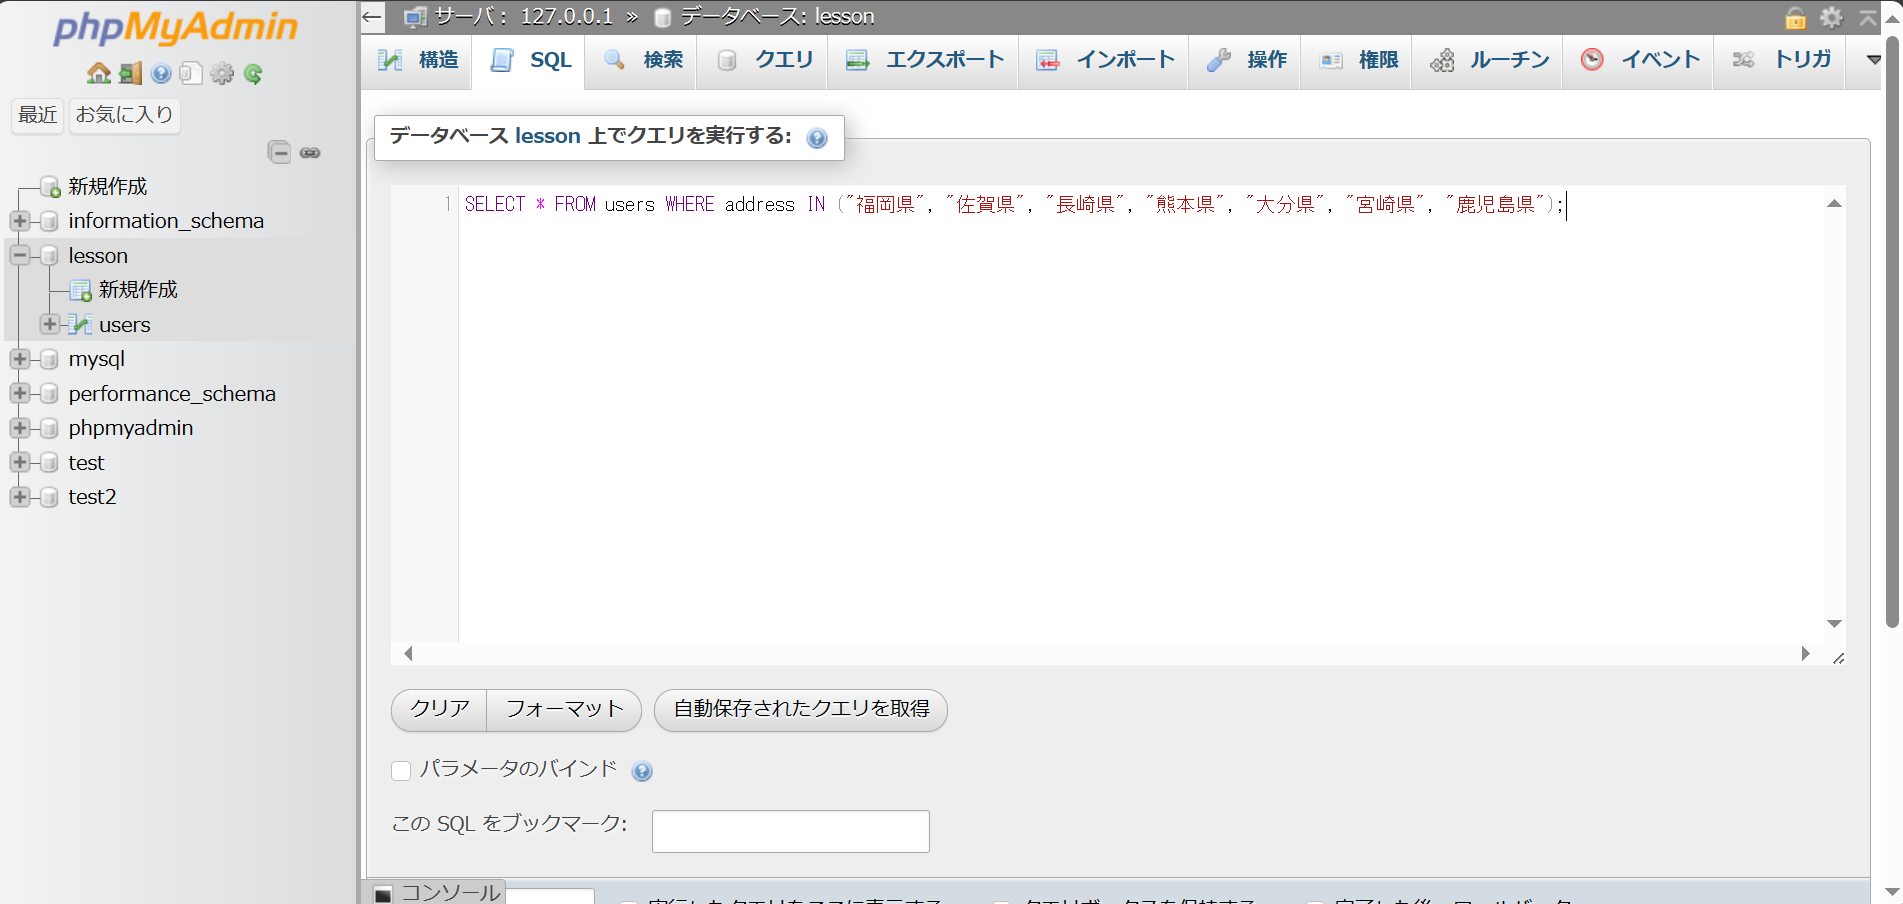 phpMyAdmin
最近 お気に入り
新規作成
information_schema
lesson
新規作成
users
mysql
performance_schema
phpmyadmin
test
test2
サーバ: 127.0.0.1 » データベース: lesson
構造 SQL 検索 クエリ エクスポート インポート 操作 権限 ルーチン イベント トリガ
データベース lesson 上でクエリを実行する:
1 SELECT * FROM users WHERE address IN ("福岡県", "佐賀県", "長崎県", "熊本県", "大分県", "宮崎県", "鹿児島県");
クリア フォーマット 自動保存されたクエリを取得
パラメータのバインド
この SQL をブックマーク:
コンソール